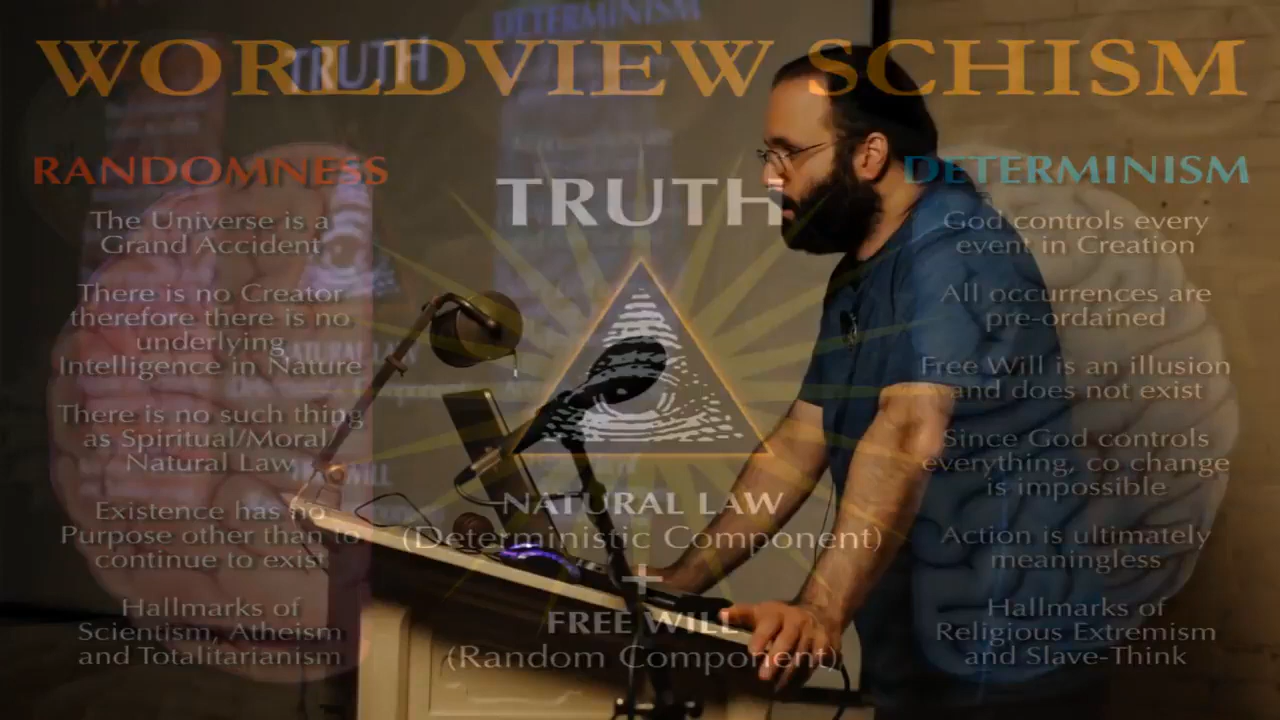 WORLDVIEW SCHISM
TRUTH
DETERMINISM
RANDOMNESS
The Universe is a
Grand Accident
There is no Creator
therefore there is no
underlying
Intelligence in Nature
There is no such thing
as Spiritual/Moral
Natural Law
Existence has no
Purpose other than to
continue to exist
Hallmarks of
Scientism, Atheism
and Totalitarianism
TRUTH
NATURAL LAW
(Deterministic Component)
+
FREE WILL
(Random Component)
DETERMINISM
God controls every
event in Creation
All occurrences are
pre-ordained
Free Will is an illusion
and does not exist
Since God controls
everything, co change
is impossible
Action is ultimately
meaningless
Hallmarks of
Religious Extremism
and Slave-Think